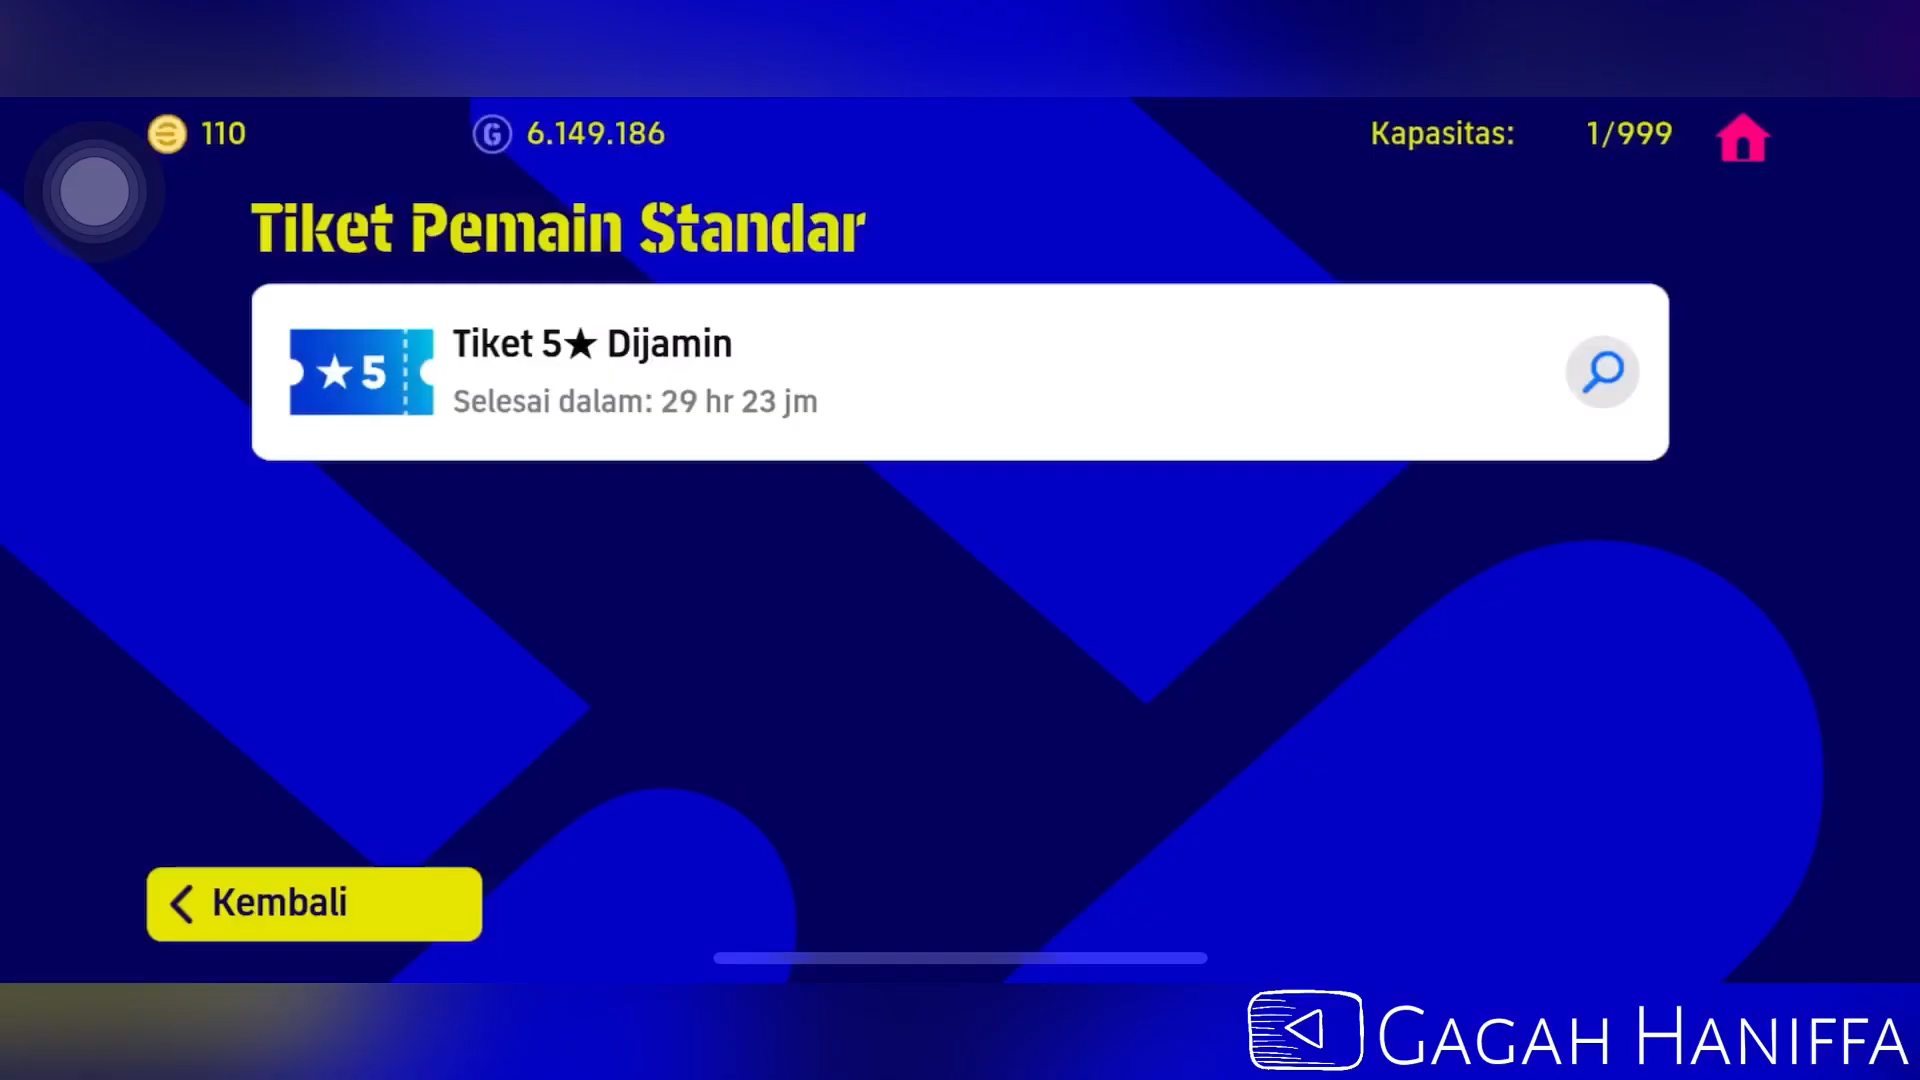 110
6.149.186
Kapasitas: 1/999
Tiket Pemain Standar
★5
Tiket 5★ Dijamin
Selesai dalam: 29 hr 23 jm
Kembali
GAGAH HANIFFA